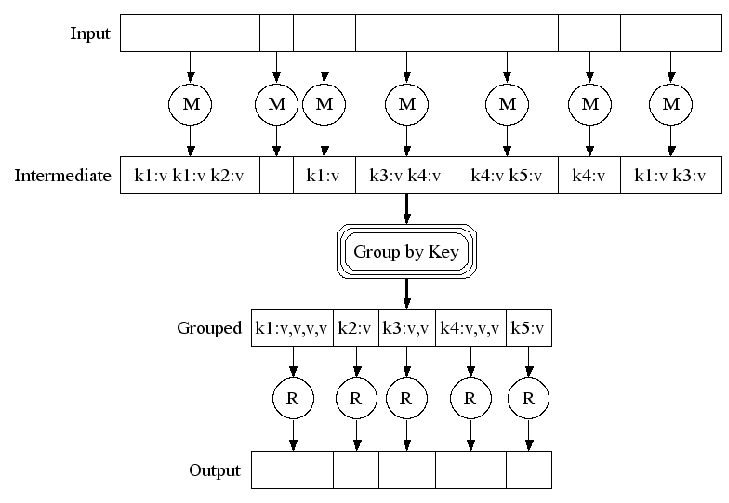 Input
M M M M M M M
Intermediate k1:v k1:v k2:v k1:v k3:v k4:v k4:v k5:v k4:v k1:v k3:v
Group by Key
Grouped k1:v,v,v,v k2:v k3:v,v k4:v,v,v k5:v
R R R R R
Output